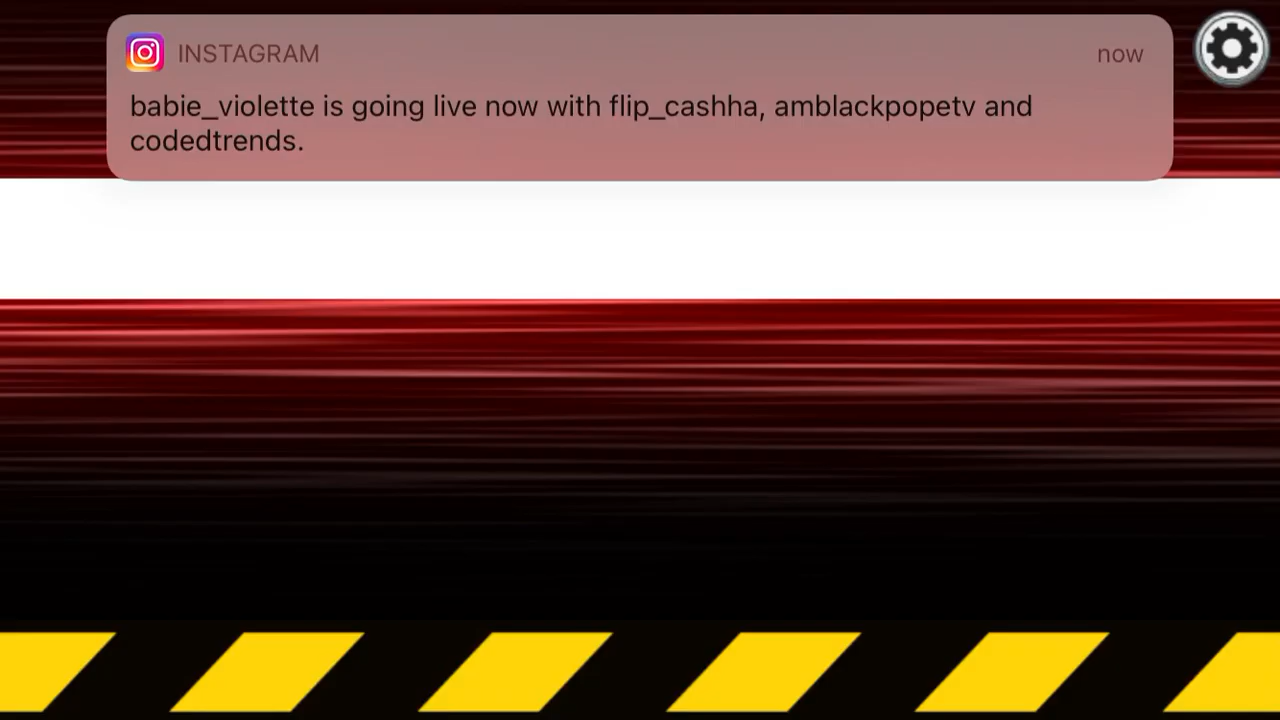 INSTAGRAM
now
babie_violette is going live now with flip_cashha, amblackpopetv and
codedtrends.